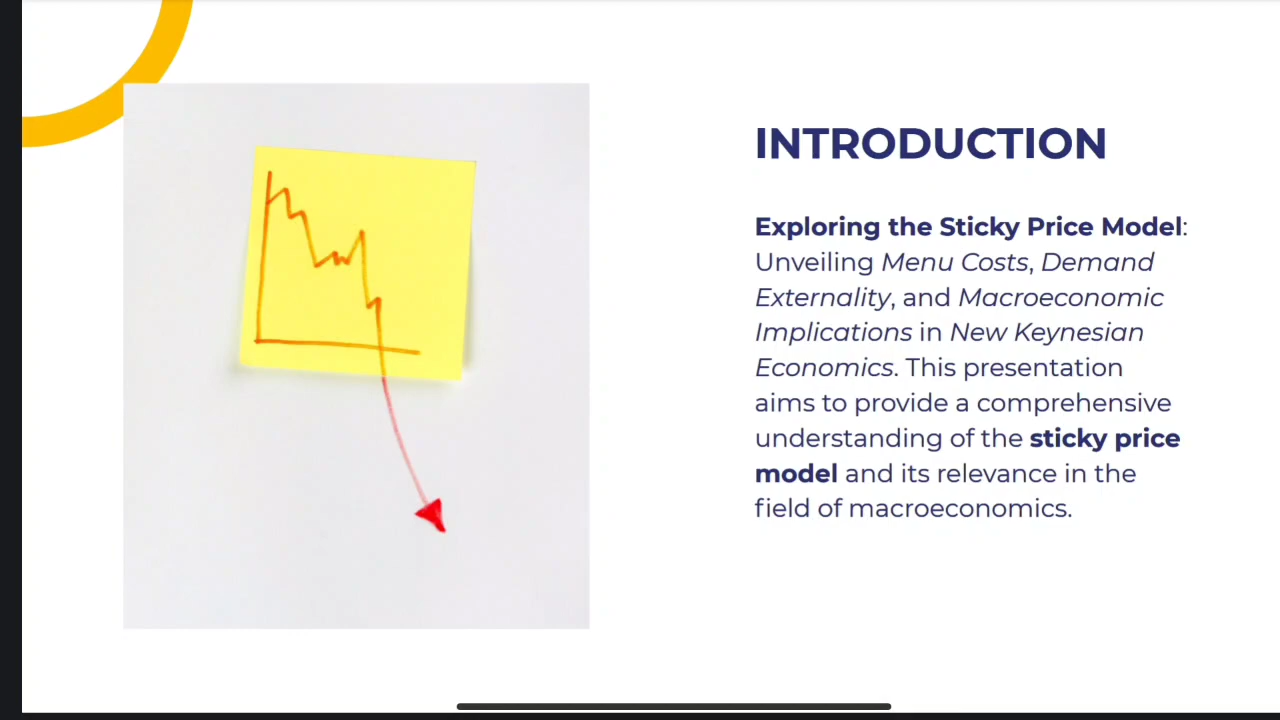 INTRODUCTION
Exploring the Sticky Price Model:
Unveiling Menu Costs, Demand
Externality, and Macroeconomic
Implications in New Keynesian
Economics. This presentation
aims to provide a comprehensive
understanding of the sticky price
model and its relevance in the
field of macroeconomics.